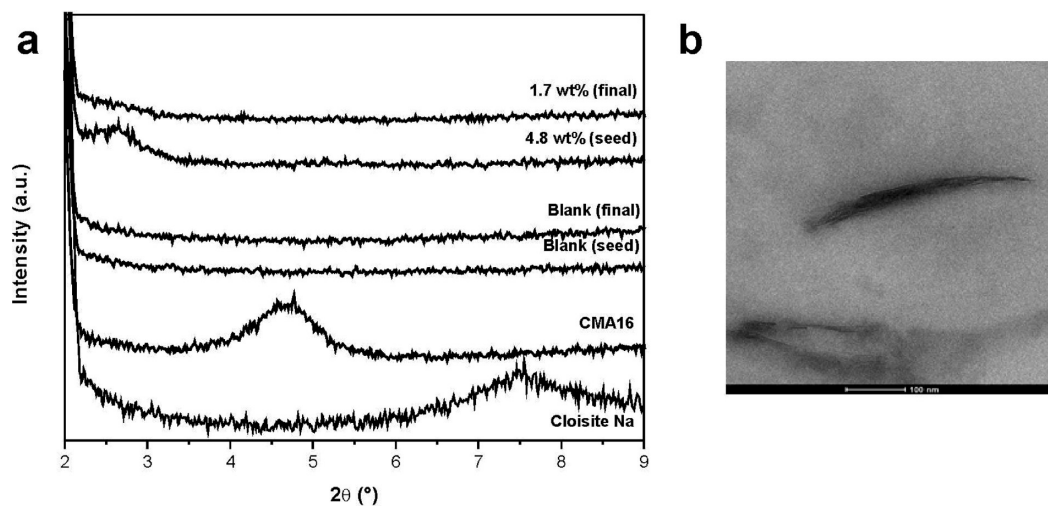 a
b
1.7 wt% (final)
4.8 wt% (seed)
Blank (final)
Blank (seed)
CMA16
Cloisite Na
Intensity (a.u.)
2 3 4 5 6 7 8 9
2θ (°)
100 nm